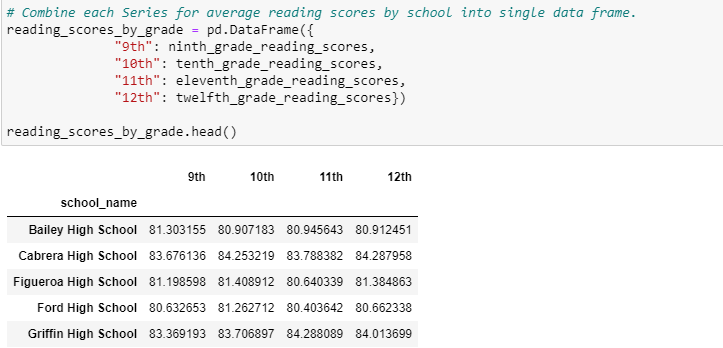 # Combine each Series for average reading scores by school into single data frame.
reading_scores_by_grade = pd.DataFrame({
"9th": ninth_grade_reading_scores,
"10th": tenth_grade_reading_scores,
"11th": eleventh_grade_reading_scores,
"12th": twelfth_grade_reading_scores})
reading_scores_by_grade.head()
9th 10th 11th 12th
school_name
Bailey High School 81.303155 80.907183 80.945643 80.912451
Cabrera High School 83.676136 84.253219 83.788382 84.287958
Figueroa High School 81.198598 81.408912 80.640339 81.384863
Ford High School 80.632653 81.262712 80.403642 80.662338
Griffin High School 83.369193 83.706897 84.288089 84.013699